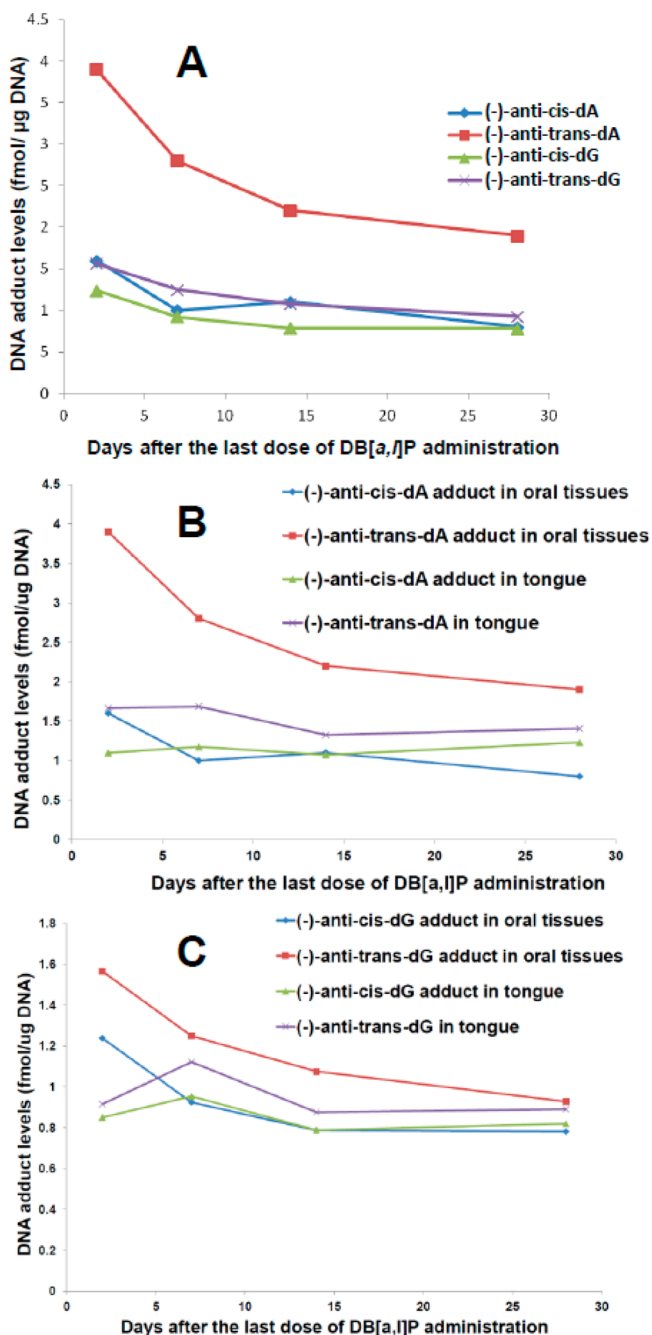 A
4.5
4
5
3
5
2
5
1
5
0
0 5 10 15 20 25 30
DNA adduct levels (fmol/ µg DNA)
Days after the last dose of DB[a,l]P administration
(-)-anti-cis-dA
(-)-anti-trans-dA
(-)-anti-cis-dG
(-)-anti-trans-dG
B
4.5
4
3.5
3
2.5
2
1.5
1
0.5
0
0 5 10 15 20 25 30
DNA adduct levels (fmol/ug DNA)
Days after the last dose of DB[a,l]P administration
(-)-anti-cis-dA adduct in oral tissues
(-)-anti-trans-dA adduct in oral tissues
(-)-anti-cis-dA adduct in tongue
(-)-anti-trans-dA in tongue
C
1.8
1.6
1.4
1.2
1
0.8
0.6
0.4
0.2
0
0 5 10 15 20 25 30
DNA adduct levels (fmol/ug DNA)
Days after the last dose of DB[a,l]P administration
(-)-anti-cis-dG adduct in oral tissues
(-)-anti-trans-dG adduct in oral tissues
(-)-anti-cis-dG adduct in tongue
(-)-anti-trans-dG in tongue